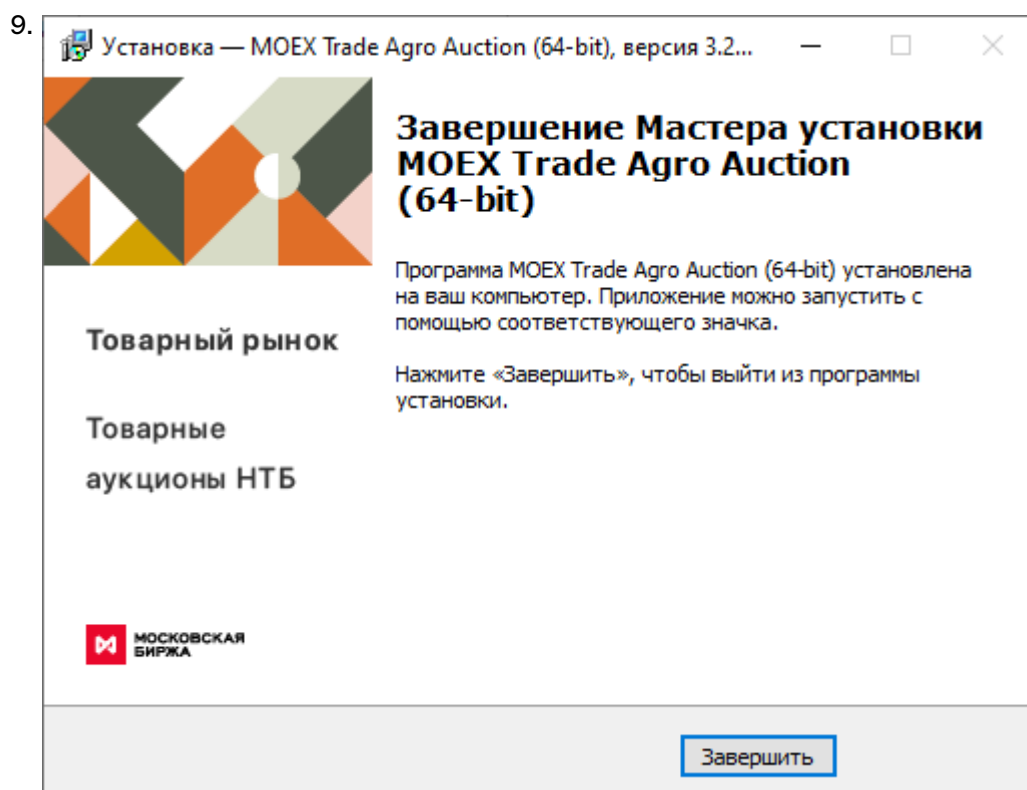 9.
Установка — MOEX Trade Agro Auction (64-bit), версия 3.2...
Завершение Мастера установки
MOEX Trade Agro Auction
(64-bit)
Программа MOEX Trade Agro Auction (64-bit) установлена
на ваш компьютер. Приложение можно запустить с
помощью соответствующего значка.
Нажмите «Завершить», чтобы выйти из программы
установки.
Товарный рынок
Товарные
аукционы НТБ
МОСКОВСКАЯ
БИРЖА
Завершить